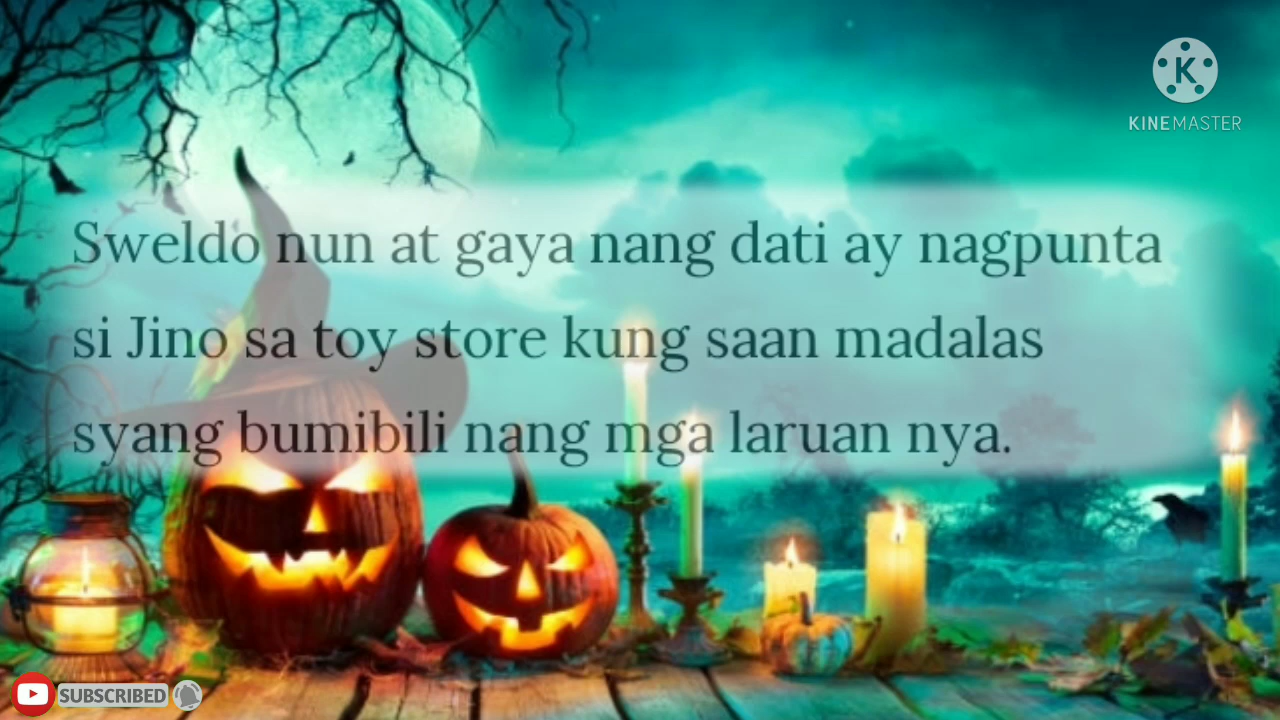 KINEMASTER
Sweldo nun at gaya nang dati ay nagpunta
si Jino sa toy store kung saan madalas
syang bumibili nang mga laruan nya.
SUBSCRIBED